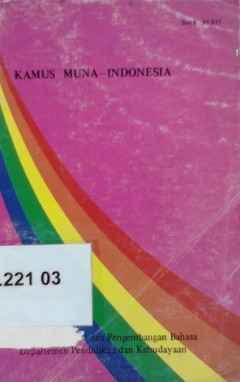 KAMUS MUNA-INDONESIA
.221 03
dan Pengembangan Bahasa
Departemen Pendidikan dan Kebudayaan